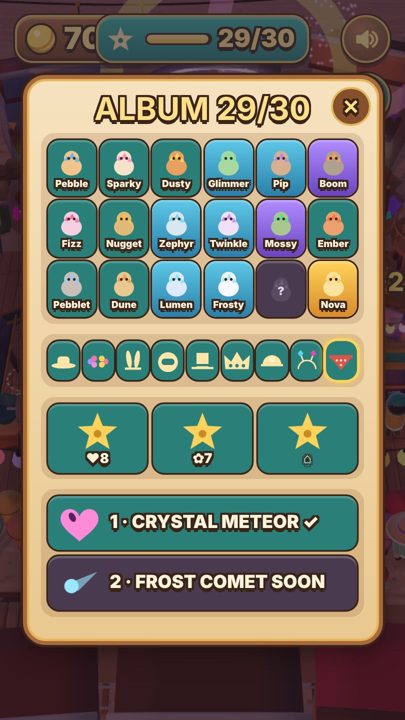 70
29/30
ALBUM 29/30
Pebble
Sparky
Dusty
Glimmer
Pip
Boom
Fizz
Nugget
Zephyr
Twinkle
Mossy
Ember
Pebblet
Dune
Lumen
Frosty
?
Nova
♥8
✿7
1 · CRYSTAL METEOR ✓
2 · FROST COMET SOON